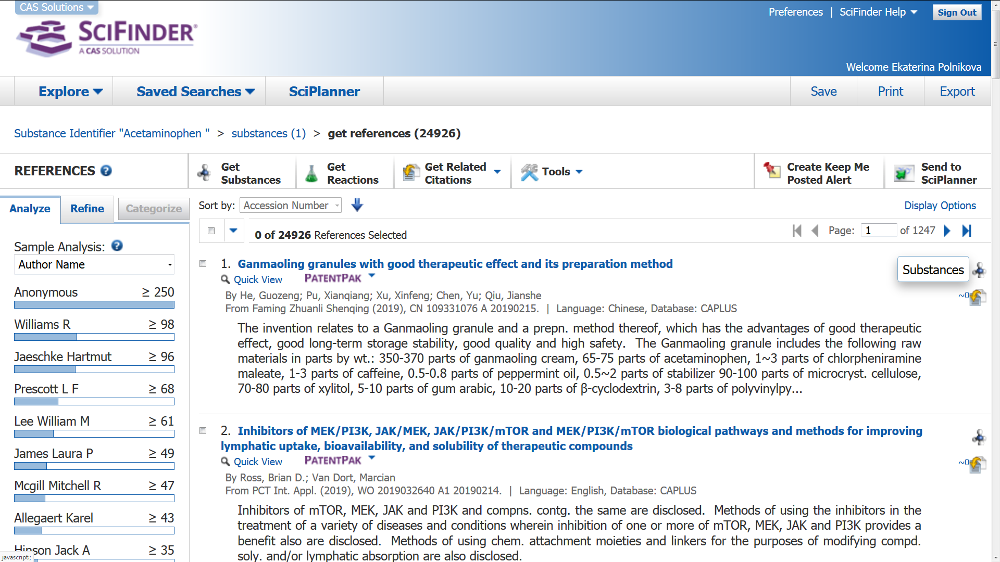 CAS Solutions
Preferences | SciFinder Help
Sign Out
SCIFINDER®
A CAS SOLUTION
Welcome Ekaterina Polnikova
Explore
Saved Searches
SciPlanner
Save
Print
Export
Substance Identifier "Acetaminophen " > substances (1) > get references (24926)
REFERENCES ?
Get
Substances
Get
Reactions
Get Related
Citations
Tools
Create Keep Me
Posted Alert
Send to
SciPlanner
Analyze
Refine
Categorize
Sort by: Accession Number
Display Options
0 of 24926 References Selected
Page: 1 of 1247
Sample Analysis: ?
Author Name
Anonymous ≥ 250
Williams R ≥ 98
Jaeschke Hartmut ≥ 96
Prescott L F ≥ 68
Lee William M ≥ 61
James Laura P ≥ 49
Mcgill Mitchell R ≥ 47
Allegaert Karel ≥ 43
Hinson Jack A ≥ 35
javascript:;
1. Ganmaoling granules with good therapeutic effect and its preparation method
Substances
Quick View PATENTPAK
~0
By He, Guozeng; Pu, Xianqiang; Xu, Xinfeng; Chen, Yu; Qiu, Jianshe
From Faming Zhuanli Shenqing (2019), CN 109331076 A 20190215. | Language: Chinese, Database: CAPLUS
The invention relates to a Ganmaoling granule and a prepn. method thereof, which has the advantages of good therapeutic
effect, good long-term storage stability, good quality and high safety. The Ganmaoling granule includes the following raw
materials in parts by wt.: 350-370 parts of ganmaoling cream, 65-75 parts of acetaminophen, 1~3 parts of chlorpheniramine
maleate, 1-3 parts of caffeine, 0.5-0.8 parts of peppermint oil, 0.5~2 parts of stabilizer 90-100 parts of microcryst. cellulose,
70-80 parts of xylitol, 5-10 parts of gum arabic, 10-20 parts of β-cyclodextrin, 3-8 parts of polyvinylpy...
2. Inhibitors of MEK/PI3K, JAK/MEK, JAK/PI3K/mTOR and MEK/PI3K/mTOR biological pathways and methods for improving
lymphatic uptake, bioavailability, and solubility of therapeutic compounds
Quick View PATENTPAK
~0
By Ross, Brian D.; Van Dort, Marcian
From PCT Int. Appl. (2019), WO 2019032640 A1 20190214. | Language: English, Database: CAPLUS
Inhibitors of mTOR, MEK, JAK and PI3K and compns. contg. the same are disclosed. Methods of using the inhibitors in the
treatment of a variety of diseases and conditions wherein inhibition of one or more of mTOR, MEK, JAK and PI3K provides a
benefit also are disclosed. Methods of using chem. attachment moieties and linkers for the purposes of modifying compd.
soly. and/or lymphatic absorption are also disclosed.